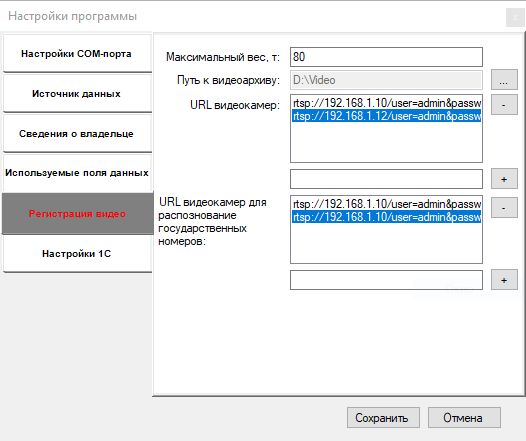 Настройки программы
Настройки COM-порта
Источник данных
Сведения о владельце
Используемые поля данных
Регистрация видео
Настройки 1С
Максимальный вес, т:
80
Путь к видеоархиву:
D:\Video
...
URL видеокамер:
rtsp://192.168.1.10/user=admin&passw
rtsp://192.168.1.12/user=admin&passw
-
+
URL видеокамер для
распознование
государственных
номеров:
rtsp://192.168.1.10/user=admin&passw
rtsp://192.168.1.10/user=admin&passw
-
+
Сохранить
Отмена